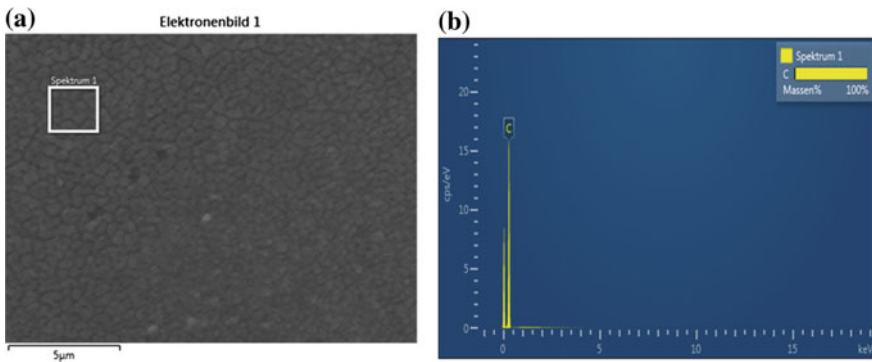 (a)
Elektronenbild 1
Spektrum 1
5µm
(b)
Spektrum 1
C
Massen% 100%
C
cps/eV
20
15
10
5
0
0 5 10 15 keV